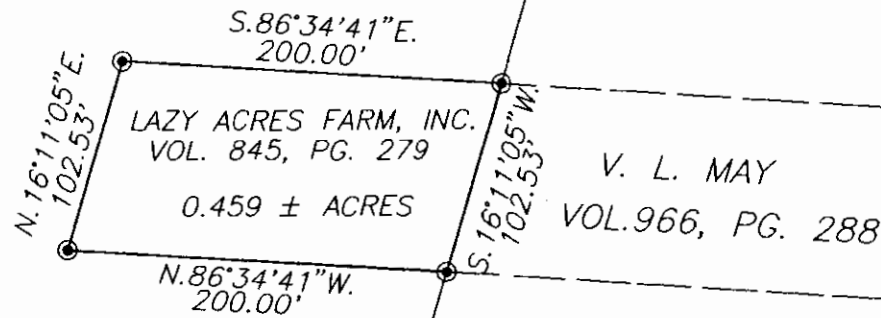 S.86°34'41"E.
200.00'
N.16°11'05"E.
102.53'
LAZY ACRES FARM, INC.
VOL. 845, PG. 279
0.459 ± ACRES
S. 16°11'05"W.
102.53'
V. L. MAY
VOL.966, PG. 288
N.86°34'41"W.
200.00'